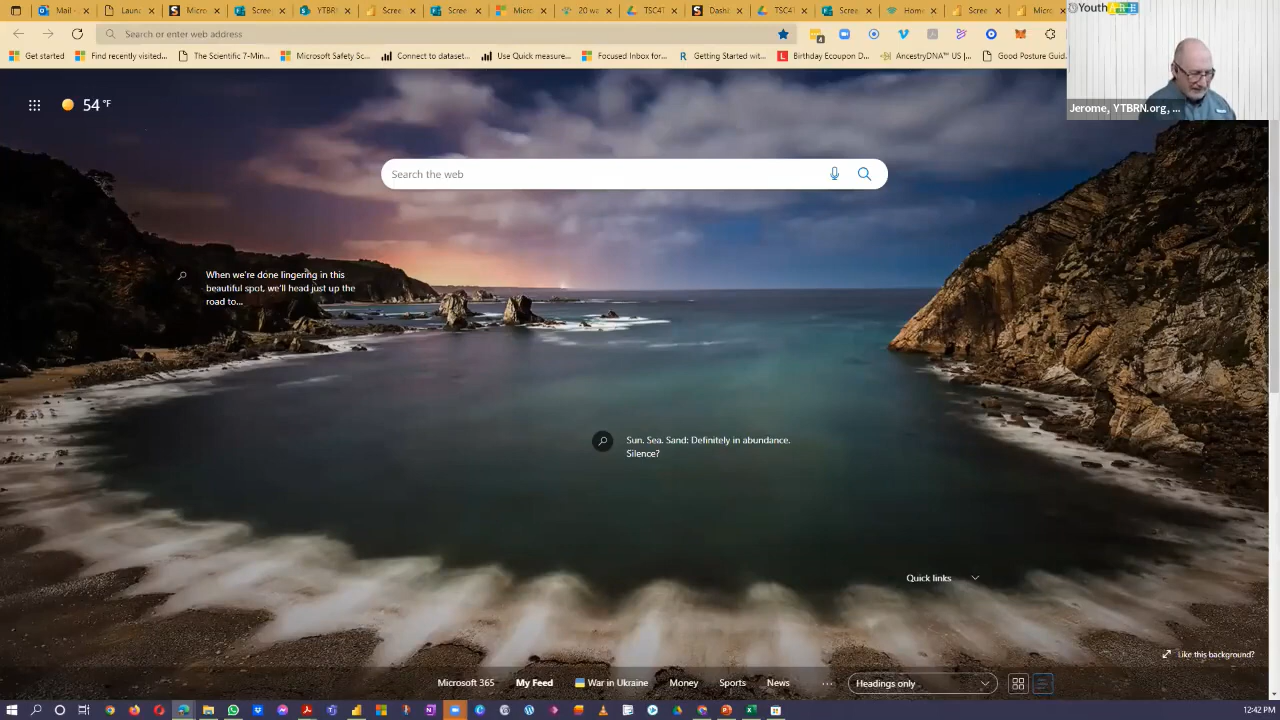 Mail -
Launc
Micro
Scree
YTBRN
Scree
Scree
Micro
20 wa
TSC4T
Dashb
TSC4T
Scree
Home
Scree
Micro
Youth
Search or enter web address
4
Get started
Find recently visited...
The Scientific 7-Min...
Microsoft Safety Sc...
Connect to dataset...
Use Quick measure...
Focused Inbox for...
Getting Started wit...
Birthday Ecoupon D...
AncestryDNA™ US |...
Good Posture Guid...
Jerome, YTBRN.org, ...
54 °F
Search the web
When we're done lingering in this
beautiful spot, we'll head just up the
road to...
Sun. Sea. Sand: Definitely in abundance.
Silence?
Quick links
Like this background?
Microsoft 365
My Feed
War in Ukraine
Money
Sports
News
...
Headings only
12:42 PM